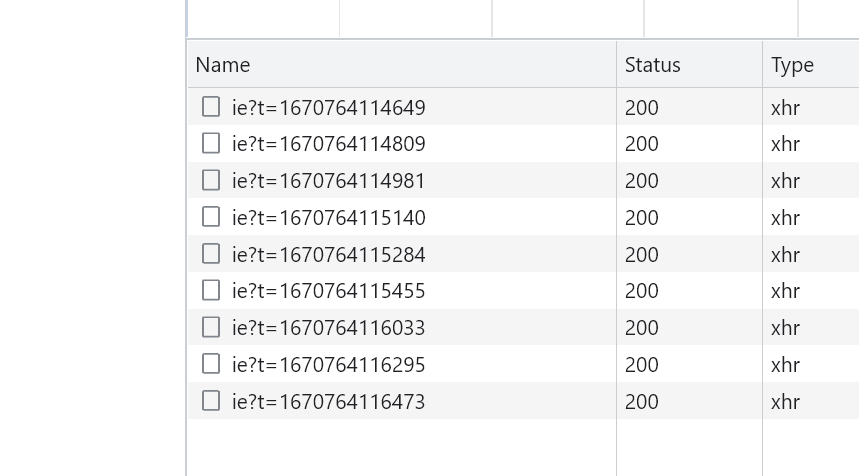 Name Status Type
ie?t=1670764114649 200 xhr
ie?t=1670764114809 200 xhr
ie?t=1670764114981 200 xhr
ie?t=1670764115140 200 xhr
ie?t=1670764115284 200 xhr
ie?t=1670764115455 200 xhr
ie?t=1670764116033 200 xhr
ie?t=1670764116295 200 xhr
ie?t=1670764116473 200 xhr